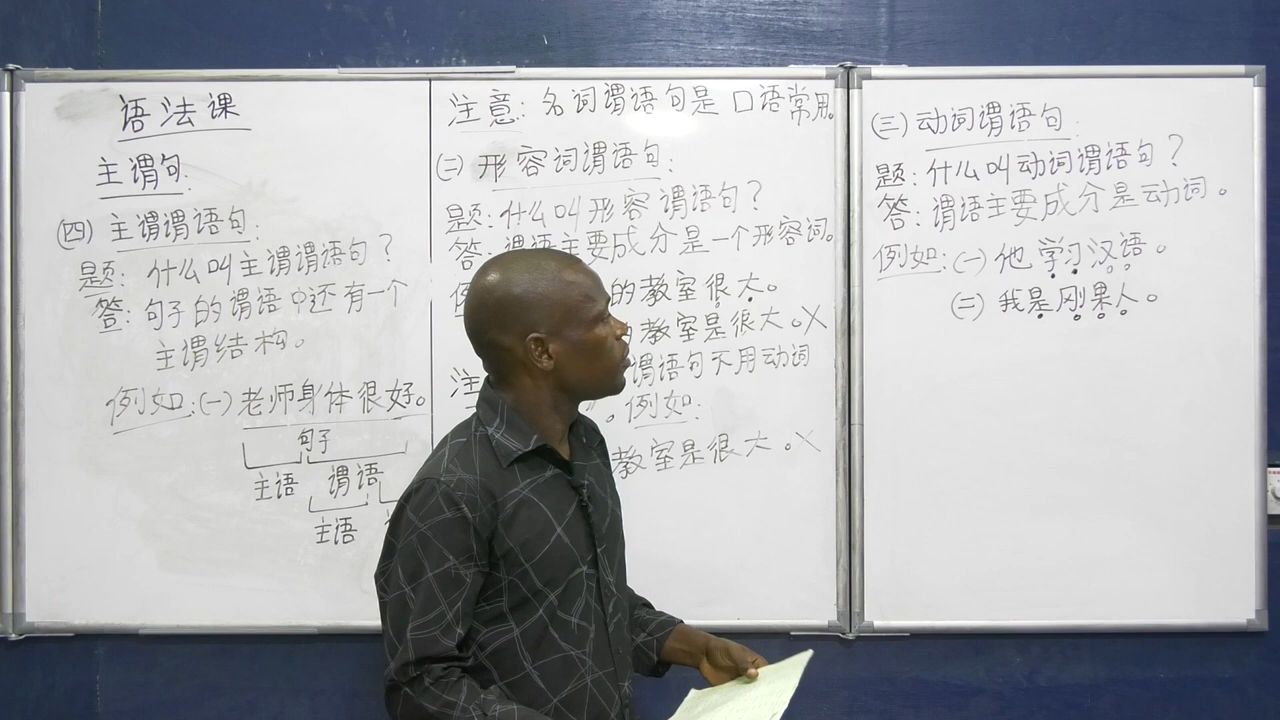 语法课
主谓句:
(四) 主谓谓语句:
题: 什么叫主谓谓语句?
答: 句子的谓语中还有一个
主谓结构。
例如:(一) 老师身体很好。
句子
主语 谓语
主语
注意: 名词谓语句是口语常用。
(二) 形容词谓语句:
题: 什么叫形容谓语句?
答: 谓语主要成分是一个形容词。
的教室很大。
教室是很大。X
注 谓语句不用动词
。例如:
教室是很大。X
(三) 动词谓语句:
题: 什么叫动词谓语句?
答: 谓语主要成分是动词。
例如:(一) 他学习汉语。
(二) 我是刚果人。